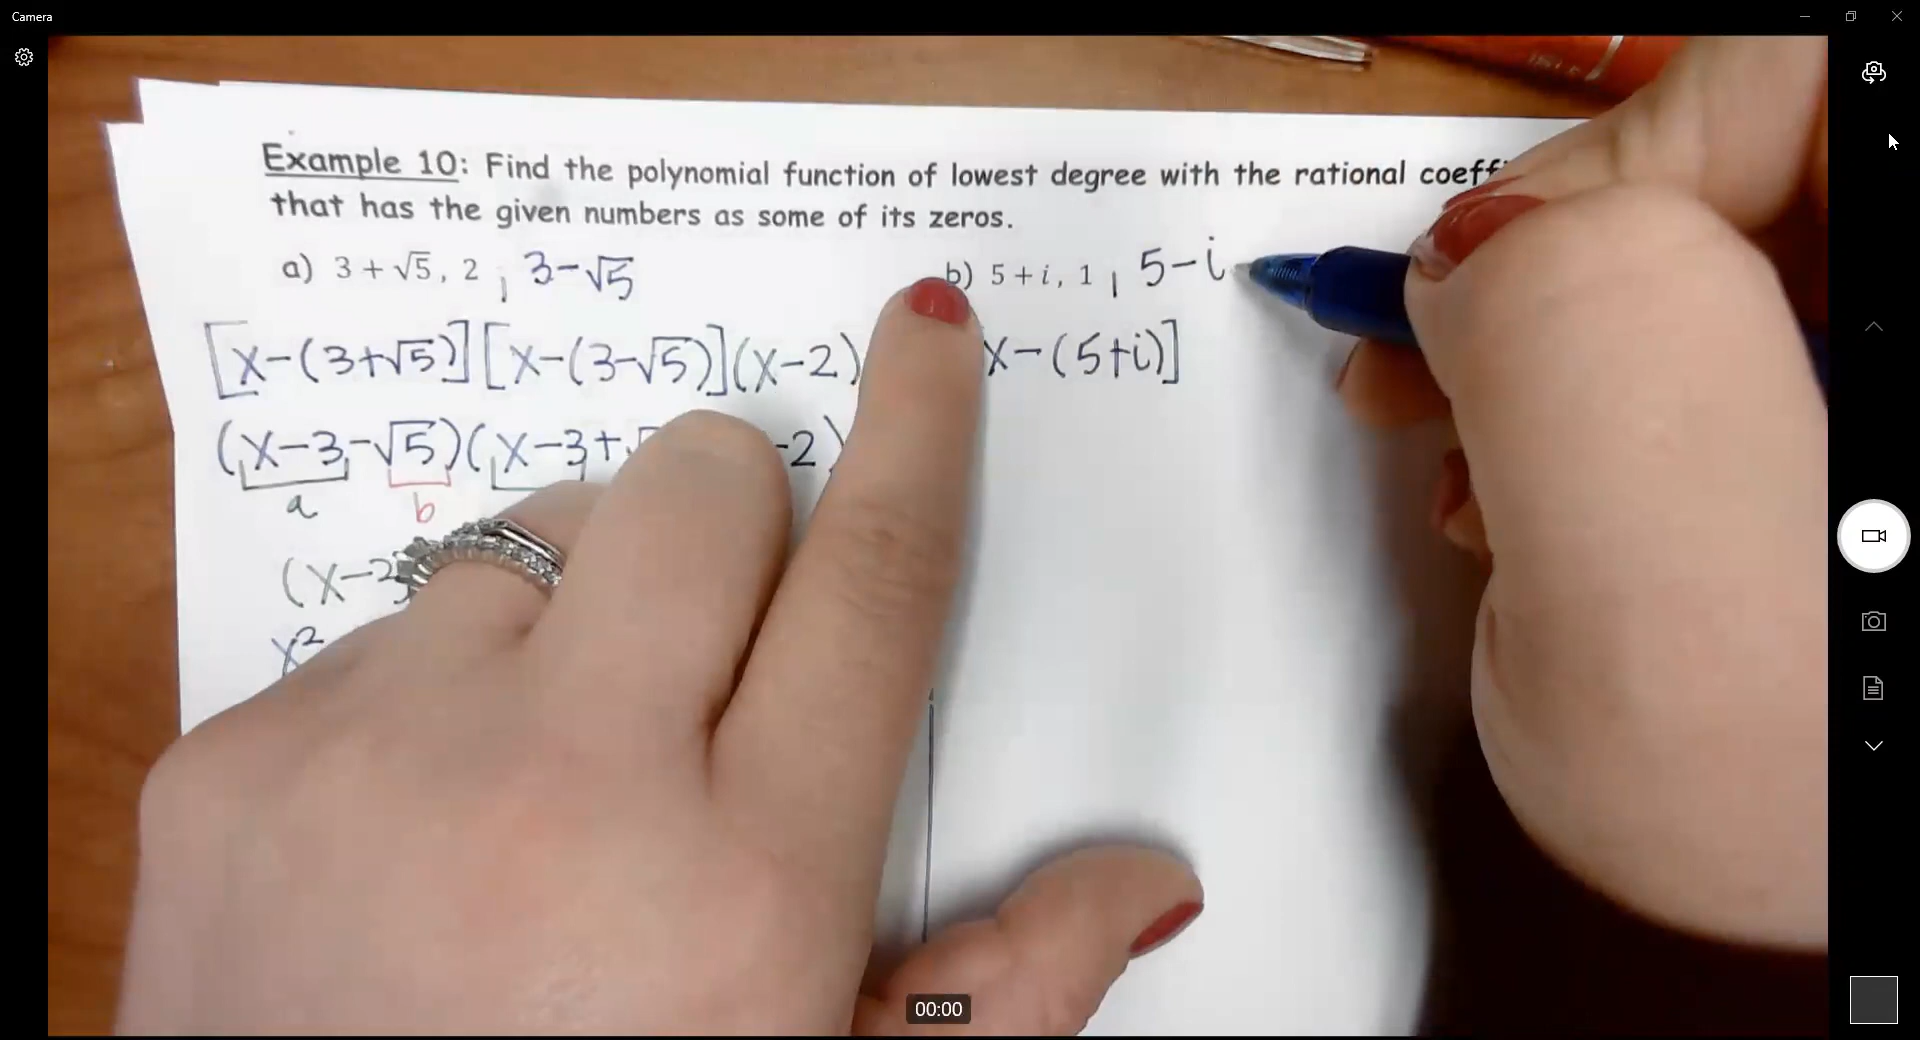 Camera
Example 10: Find the polynomial function of lowest degree with the rational
that has the given numbers as some of its zeros.
a) 3 + √5, 2, 3-√5
b) 5 + i, 1, 5-i
[x-(3+√5)][x-(3-√5)](x-2)
x-(5+i)]
(x-3-√5)(x-3+√ -2)
a b
(x-3
x²
00:00